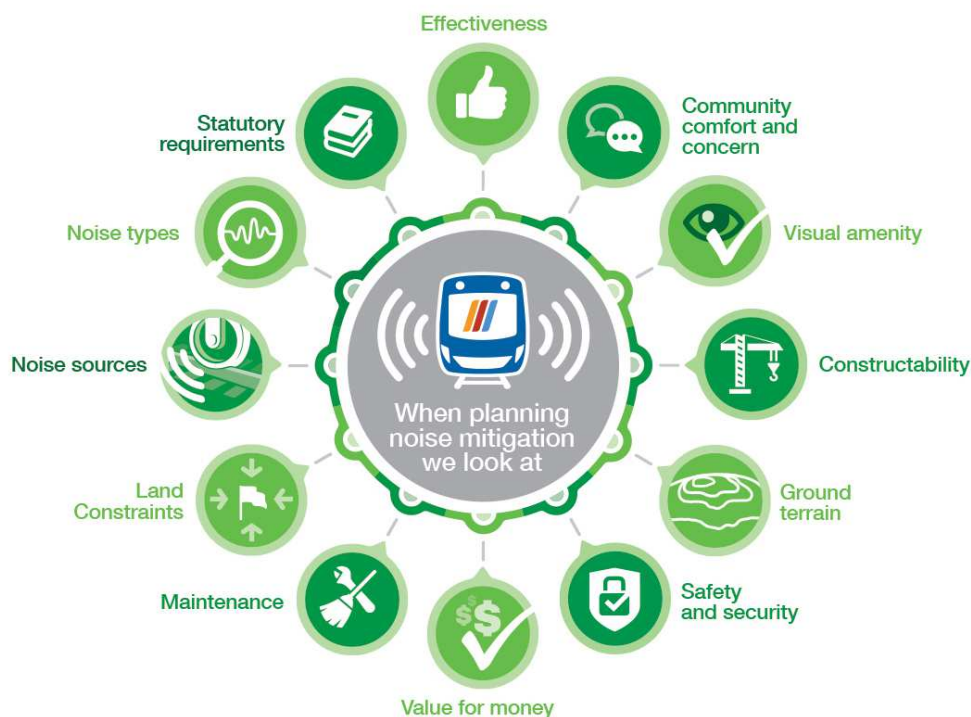 Effectiveness
Community
comfort and
concern
Visual amenity
Constructability
Ground
terrain
Safety
and security
Value for money
Maintenance
Land
Constraints
Noise sources
Noise types
Statutory
requirements
When planning
noise mitigation
we look at
$
$
$